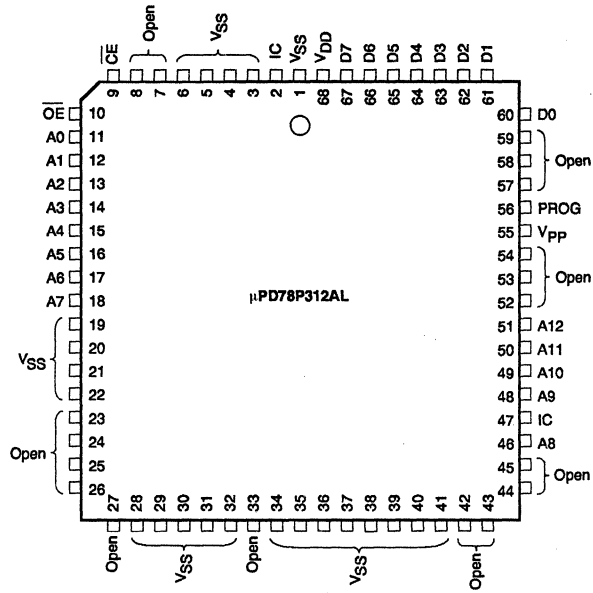 CE Open VSS IC VSS VDD D7 D6 D5 D4 D3 D2 D1
9 8 7 6 5 4 3 2 1 68 67 66 65 64 63 62 61
OE 10
A0 11
A1 12
A2 13
A3 14
A4 15
A5 16
A6 17
A7 18
19
VSS 20
21
22
23
Open 24
25
26
µPD78P312AL
60 D0
59
58 Open
57
56 PROG
55 VPP
54
53 Open
52
51 A12
50 A11
49 A10
48 A9
47 IC
46 A8
45 Open
44
27 28 29 30 31 32 33 34 35 36 37 38 39 40 41 42 43
Open VSS Open VSS Open